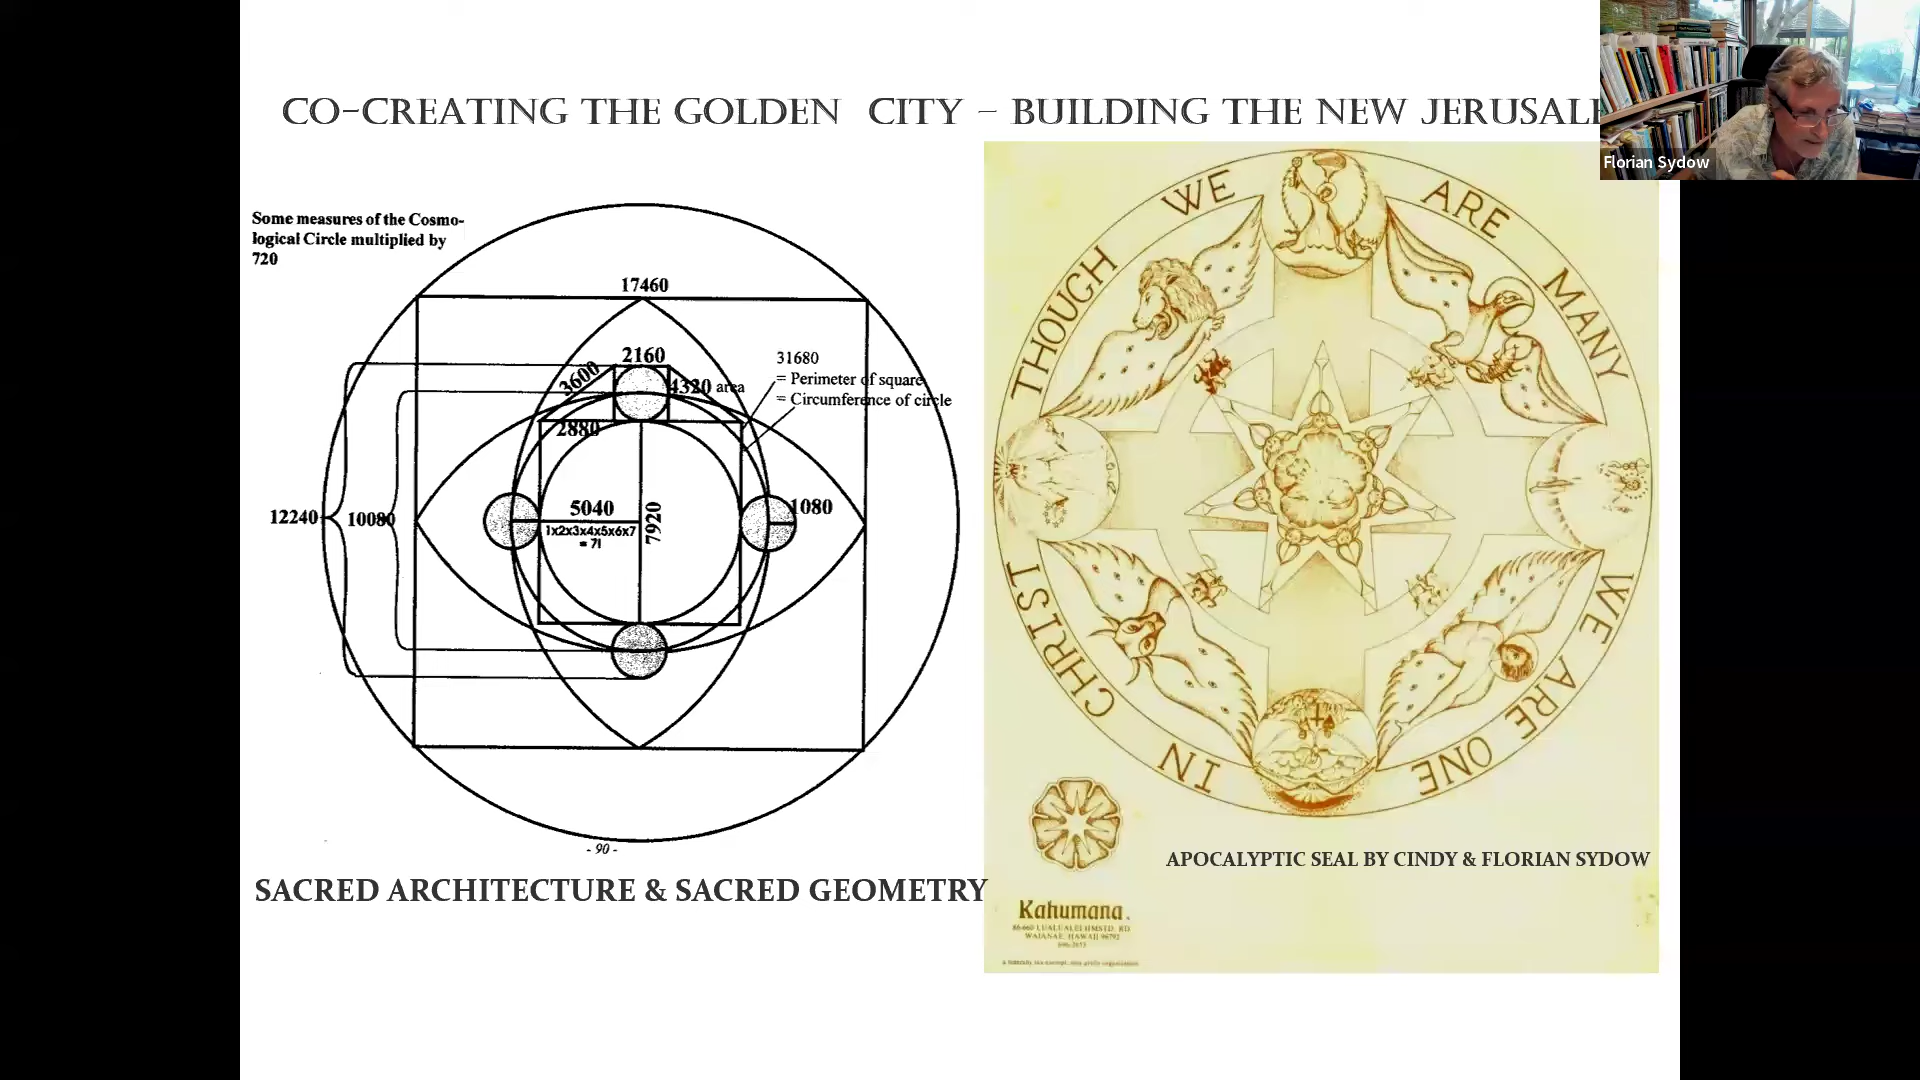 CO-CREATING THE GOLDEN CITY – BUILDING THE NEW JERUSALE
Florian Sydow
Some measures of the Cosmo-
logical Circle multiplied by
720
17460
2160
3600
4320 area
31680
= Perimeter of square
= Circumference of circle
2880
12240
10080
5040
1x2x3x4x5x6x7
= 7!
7920
1080
- 90 -
SACRED ARCHITECTURE & SACRED GEOMETRY
THOUGH WE ARE MANY
WE ARE ONE IN CHRIST
APOCALYPTIC SEAL BY CINDY & FLORIAN SYDOW
Kahumana.
86-660 LUALUALEI HMSTD. RD
WAIANAE, HAWAII 96792